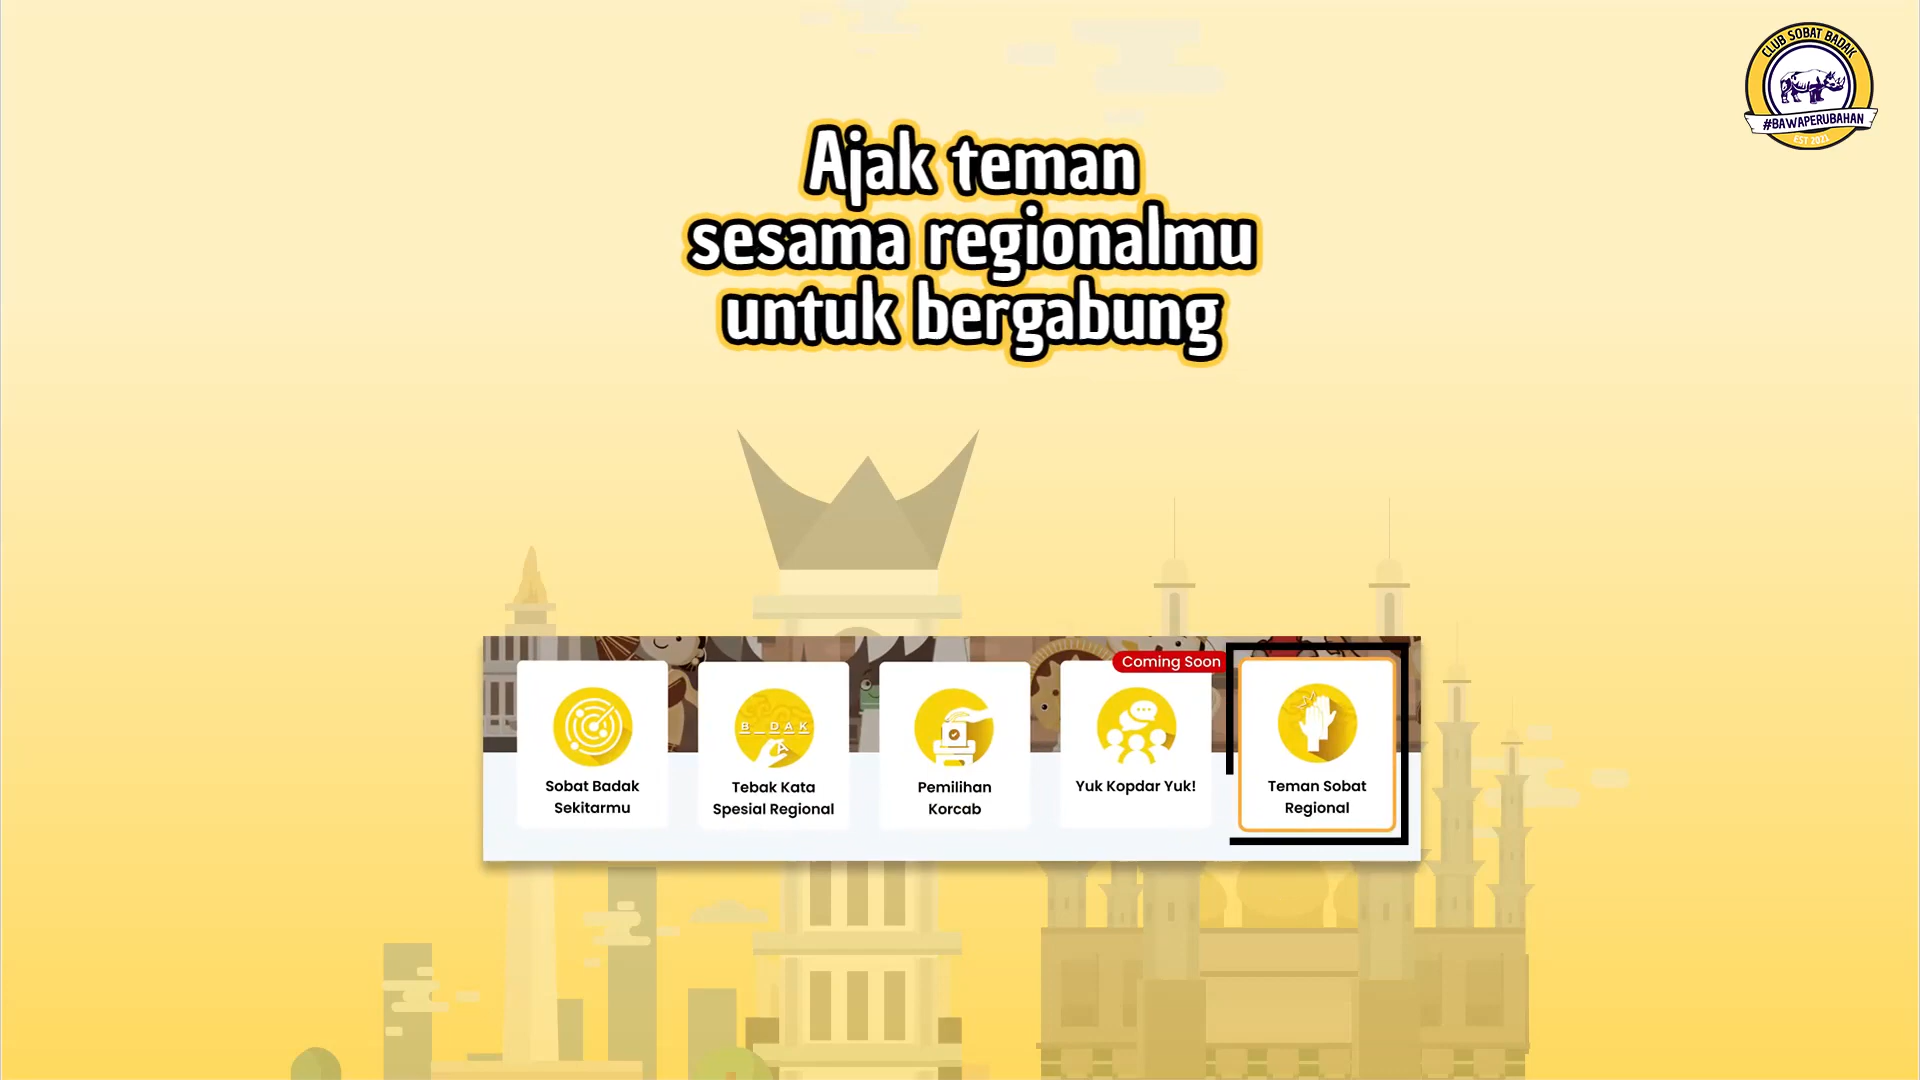 CLUB SOBAT BADAK
#BAWAPERUBAHAN
EST 2021
Ajak teman
sesama regionalmu
untuk bergabung
Coming Soon
B_DAK
A
Sobat Badak
Sekitarmu
Tebak Kata
Spesial Regional
Pemilihan
Korcab
Yuk Kopdar Yuk!
Teman Sobat
Regional